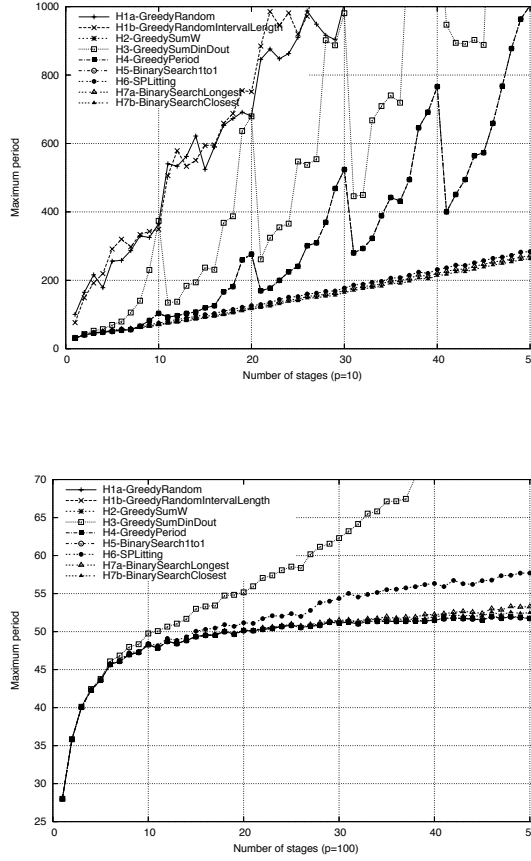 1000
800
600
400
200
0
0
10
20
30
40
50
Maximum period
Number of stages (p=10)
H1a-GreedyRandom
H1b-GreedyRandomIntervalLength
H2-GreedySumW
H3-GreedySumDinDout
H4-GreedyPeriod
H5-BinarySearch1to1
H6-SPLitting
H7a-BinarySearchLongest
H7b-BinarySearchClosest
70
65
60
55
50
45
40
35
30
25
0
10
20
30
40
50
Maximum period
Number of stages (p=100)
H1a-GreedyRandom
H1b-GreedyRandomIntervalLength
H2-GreedySumW
H3-GreedySumDinDout
H4-GreedyPeriod
H5-BinarySearch1to1
H6-SPLitting
H7a-BinarySearchLongest
H7b-BinarySearchClosest